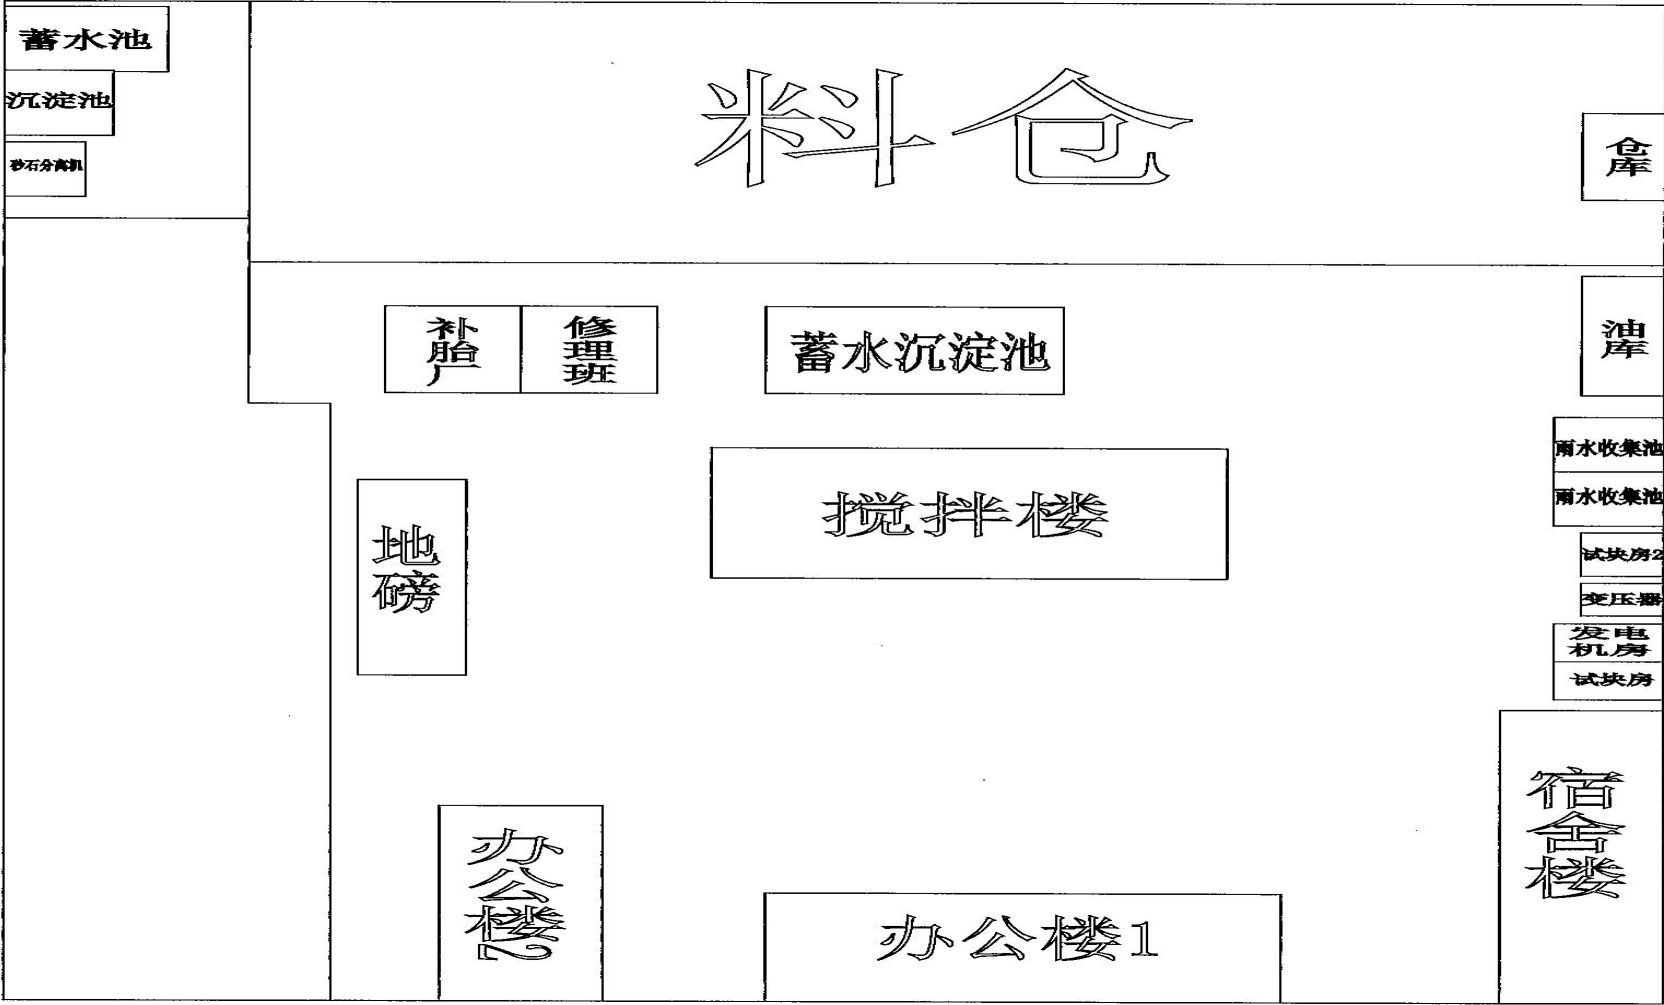 蓄水池
沉淀池
砂石分离机
料仓
仓
库
补
胎
厂
修
理
班
蓄水沉淀池
油
库
雨水收集池
雨水收集池
搅拌楼
地
磅
试块房2
变压器
发电
机房
试块房
宿
舍
楼
办
公
楼
2
办公楼1